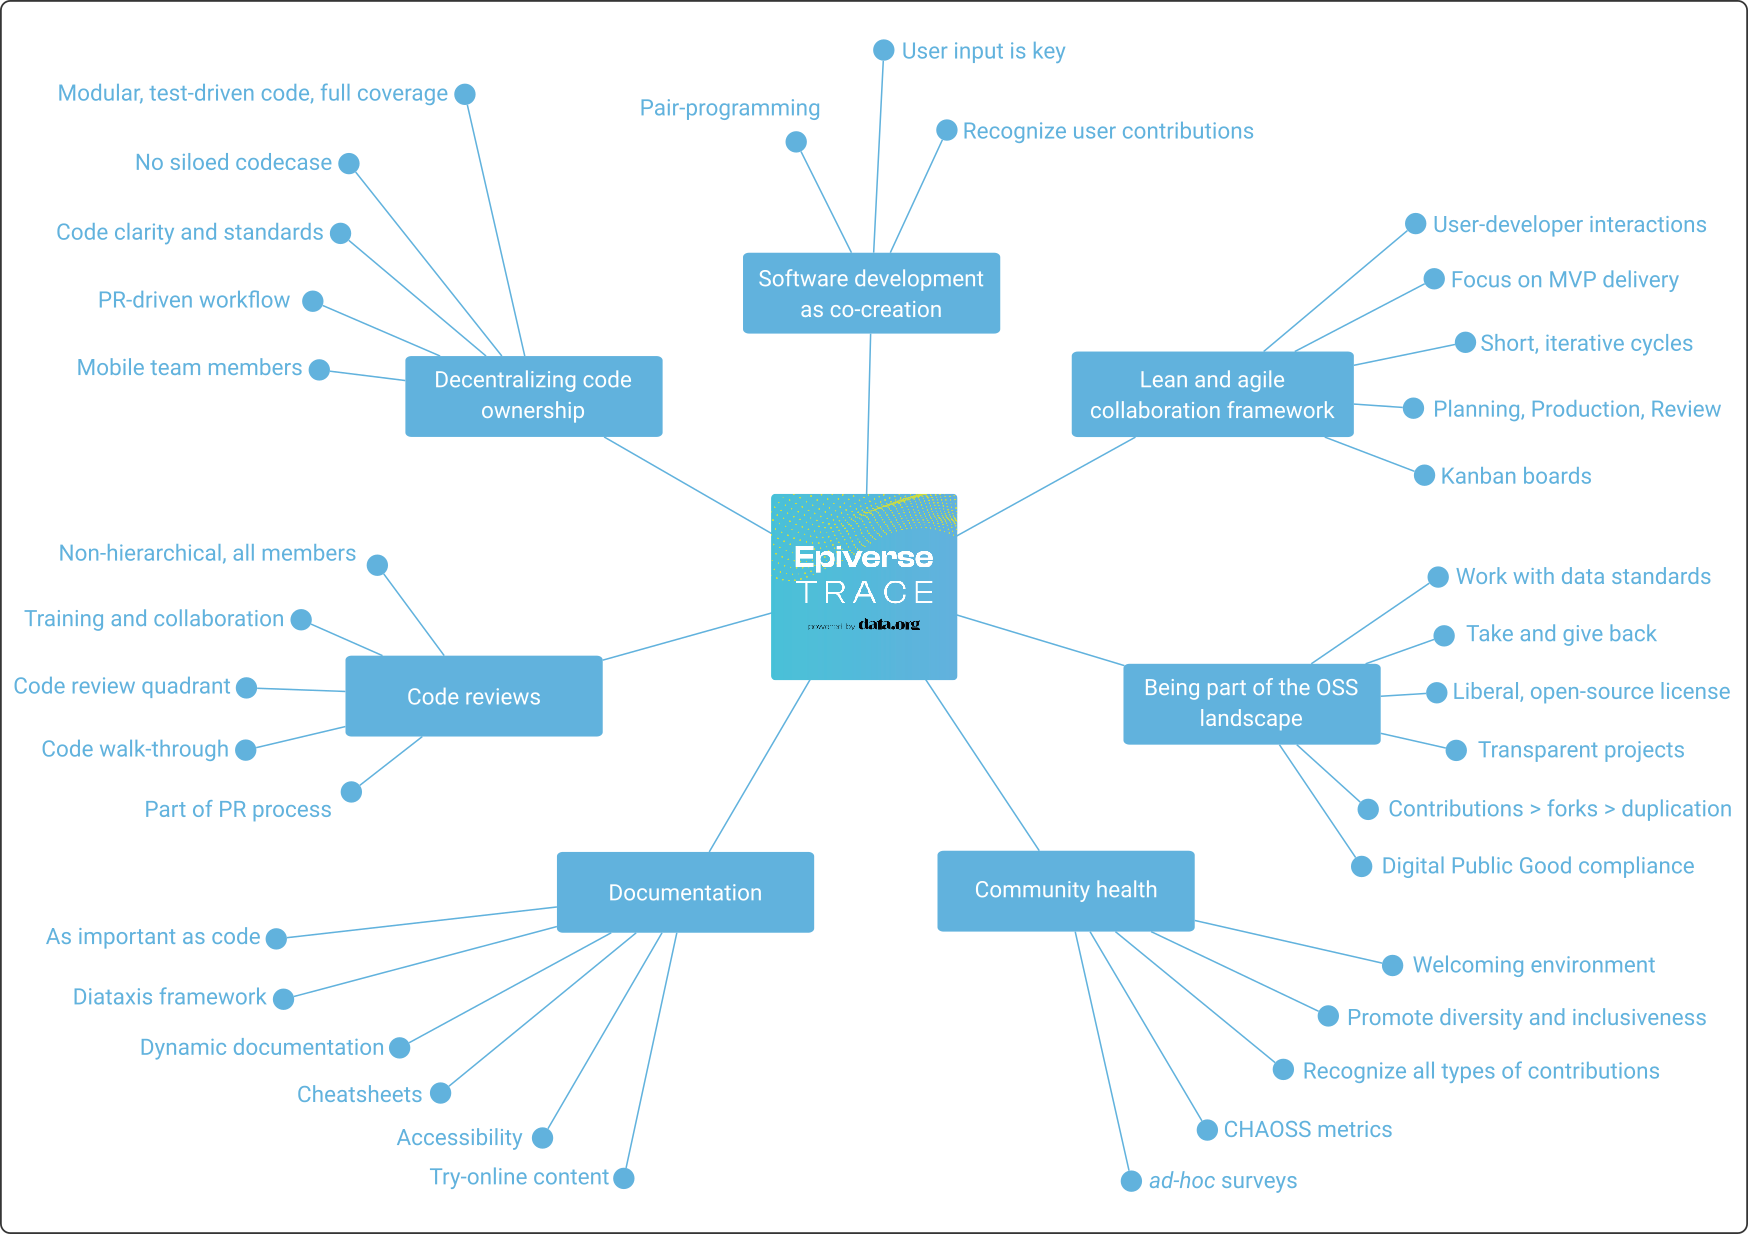 User input is key
Pair-programming
Recognize user contributions
Software development
as co-creation
Modular, test-driven code, full coverage
No siloed codecase
Code clarity and standards
PR-driven workflow
Mobile team members
Decentralizing code
ownership
User-developer interactions
Focus on MVP delivery
Short, iterative cycles
Planning, Production, Review
Kanban boards
Lean and agile
collaboration framework
Epiverse
TRACE
powered by data.org
Non-hierarchical, all members
Training and collaboration
Code review quadrant
Code walk-through
Part of PR process
Code reviews
Work with data standards
Take and give back
Liberal, open-source license
Transparent projects
Contributions > forks > duplication
Digital Public Good compliance
Being part of the OSS
landscape
Documentation
As important as code
Diataxis framework
Dynamic documentation
Cheatsheets
Accessibility
Try-online content
Community health
Welcoming environment
Promote diversity and inclusiveness
Recognize all types of contributions
CHAOSS metrics
ad-hoc surveys